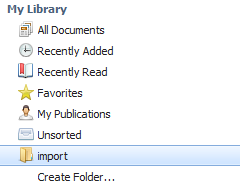 My Library
All Documents
Recently Added
Recently Read
Favorites
My Publications
Unsorted
import
Create Folder...